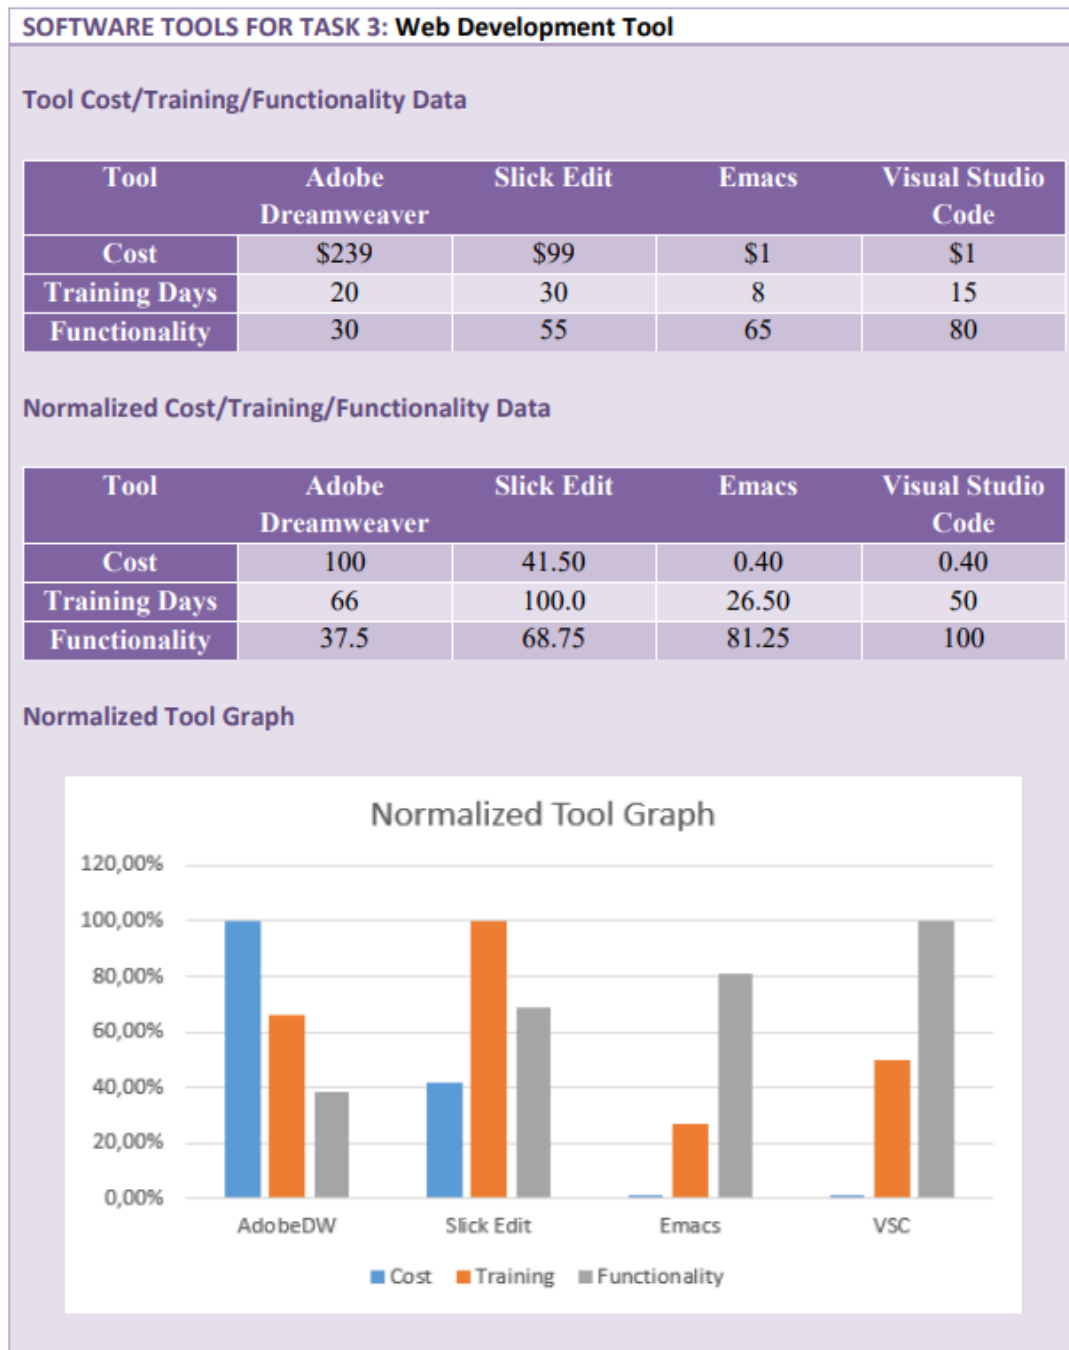 SOFTWARE TOOLS FOR TASK 3: Web Development Tool
Tool Cost/Training/Functionality Data
Tool Adobe Dreamweaver Slick Edit Emacs Visual Studio Code
Cost $239 $99 $1 $1
Training Days 20 30 8 15
Functionality 30 55 65 80
Normalized Cost/Training/Functionality Data
Tool Adobe Dreamweaver Slick Edit Emacs Visual Studio Code
Cost 100 41.50 0.40 0.40
Training Days 66 100.0 26.50 50
Functionality 37.5 68.75 81.25 100
Normalized Tool Graph
Normalized Tool Graph
120,00%
100,00%
80,00%
60,00%
40,00%
20,00%
0,00%
AdobeDW Slick Edit Emacs VSC
Cost Training Functionality